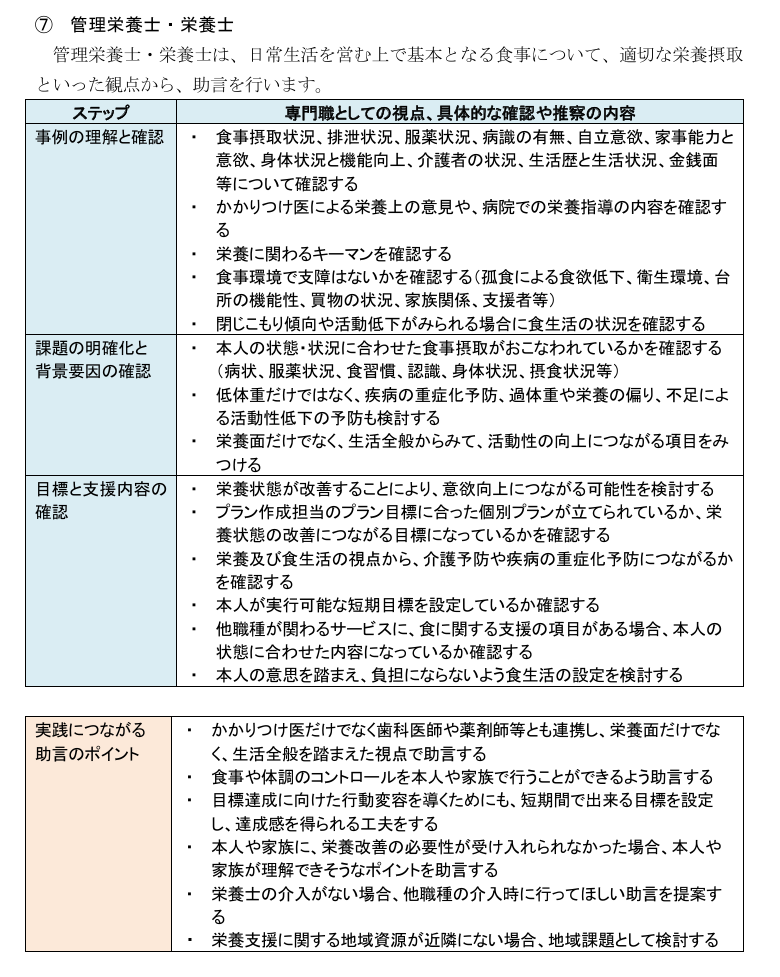 ⑦　管理栄養士・栄養士
　管理栄養士・栄養士は、日常生活を営む上で基本となる食事について、適切な栄養摂取
といった観点から、助言を行います。
ステップ　専門職としての視点、具体的な確認や推察の内容
事例の理解と確認
・　食事摂取状況、排泄状況、服薬状況、病識の有無、自立意欲、家事能力と
意欲、身体状況と機能向上、介護者の状況、生活歴と生活状況、金銭面
等について確認する
・　かかりつけ医による栄養上の意見や、病院での栄養指導の内容を確認す
る
・　栄養に関わるキーマンを確認する
・　食事環境で支障はないかを確認する（孤食による食欲低下、衛生環境、台
所の機能性、買物の状況、家族関係、支援者等）
・　閉じこもり傾向や活動低下がみられる場合に食生活の状況を確認する
課題の明確化と
背景要因の確認
・　本人の状態・状況に合わせた食事摂取がおこなわれているかを確認する
（病状、服薬状況、食習慣、認識、身体状況、摂食状況等）
・　低体重だけではなく、疾病の重症化予防、過体重や栄養の偏り、不足によ
る活動性低下の予防も検討する
・　栄養面だけでなく、生活全般からみて、活動性の向上につながる項目をみ
つける
目標と支援内容の
確認
・　栄養状態が改善することにより、意欲向上につながる可能性を検討する
・　プラン作成担当のプラン目標に合った個別プランが立てられているか、栄
養状態の改善につながる目標になっているかを確認する
・　栄養及び食生活の視点から、介護予防や疾病の重症化予防につながるか
を確認する
・　本人が実行可能な短期目標を設定しているか確認する
・　他職種が関わるサービスに、食に関する支援の項目がある場合、本人の
状態に合わせた内容になっているか確認する
・　本人の意思を踏まえ、負担にならないよう食生活の設定を検討する
実践につながる
助言のポイント
・　かかりつけ医だけでなく歯科医師や薬剤師等とも連携し、栄養面だけでな
く、生活全般を踏まえた視点で助言する
・　食事や体調のコントロールを本人や家族で行うことができるよう助言する
・　目標達成に向けた行動変容を導くためにも、短期間で出来る目標を設定
し、達成感を得られる工夫をする
・　本人や家族に、栄養改善の必要性が受け入れられなかった場合、本人や
家族が理解できそうなポイントを助言する
・　栄養士の介入がない場合、他職種の介入時に行ってほしい助言を提案す
る
・　栄養支援に関する地域資源が近隣にない場合、地域課題として検討する